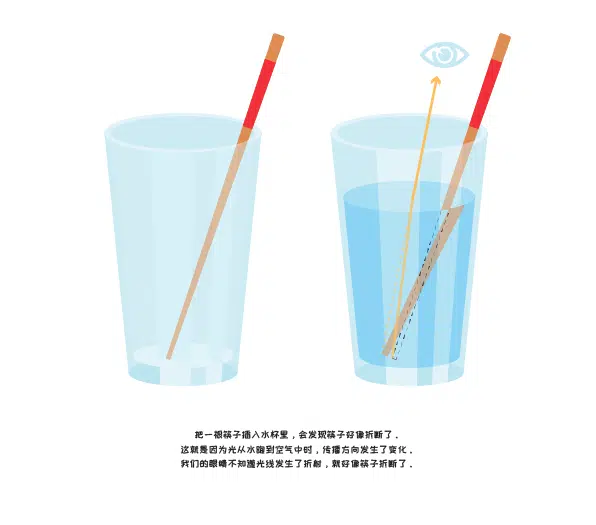 把一根筷子插入水杯里，会发现筷子好像折断了．
这就是因为光从水跑到空气中时，传播方向发生了变化．
我们的眼睛不知道光线发生了折射，就好像筷子折断了．